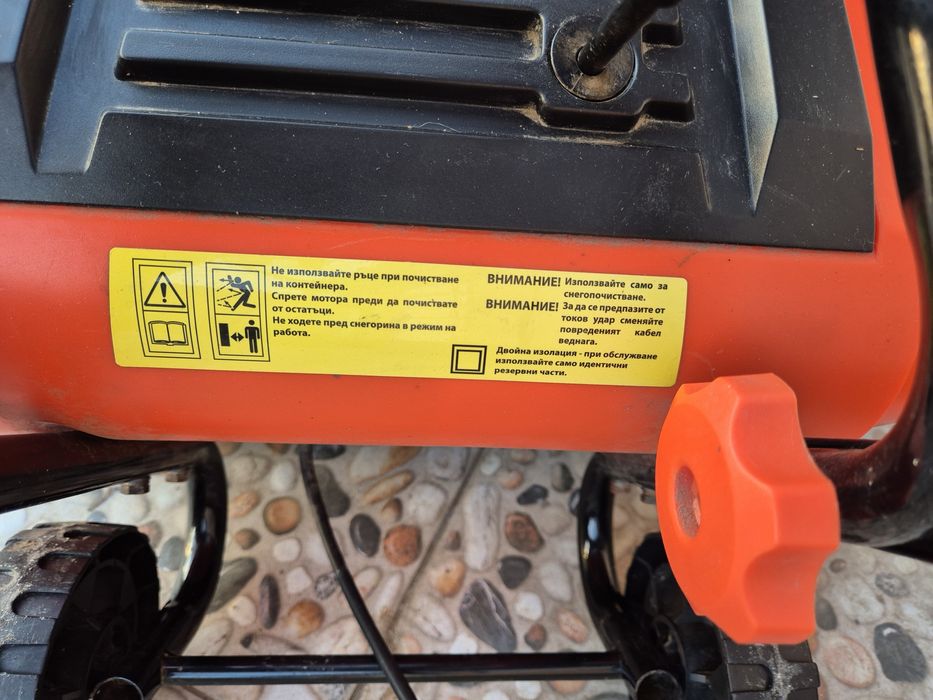 Не използвайте ръце при почистване
на контейнера.
Спрете мотора преди да почиствате
от остатъци.
Не ходете пред снегорина в режим на
работа.
ВНИМАНИЕ! Използвайте само за
снегопочистване.
ВНИМАНИЕ! За да се предпазите от
токов удар сменяйте
повреденият кабел
веднага.
Двойна изолация - при обслужване
използвайте само идентични
резервни части.